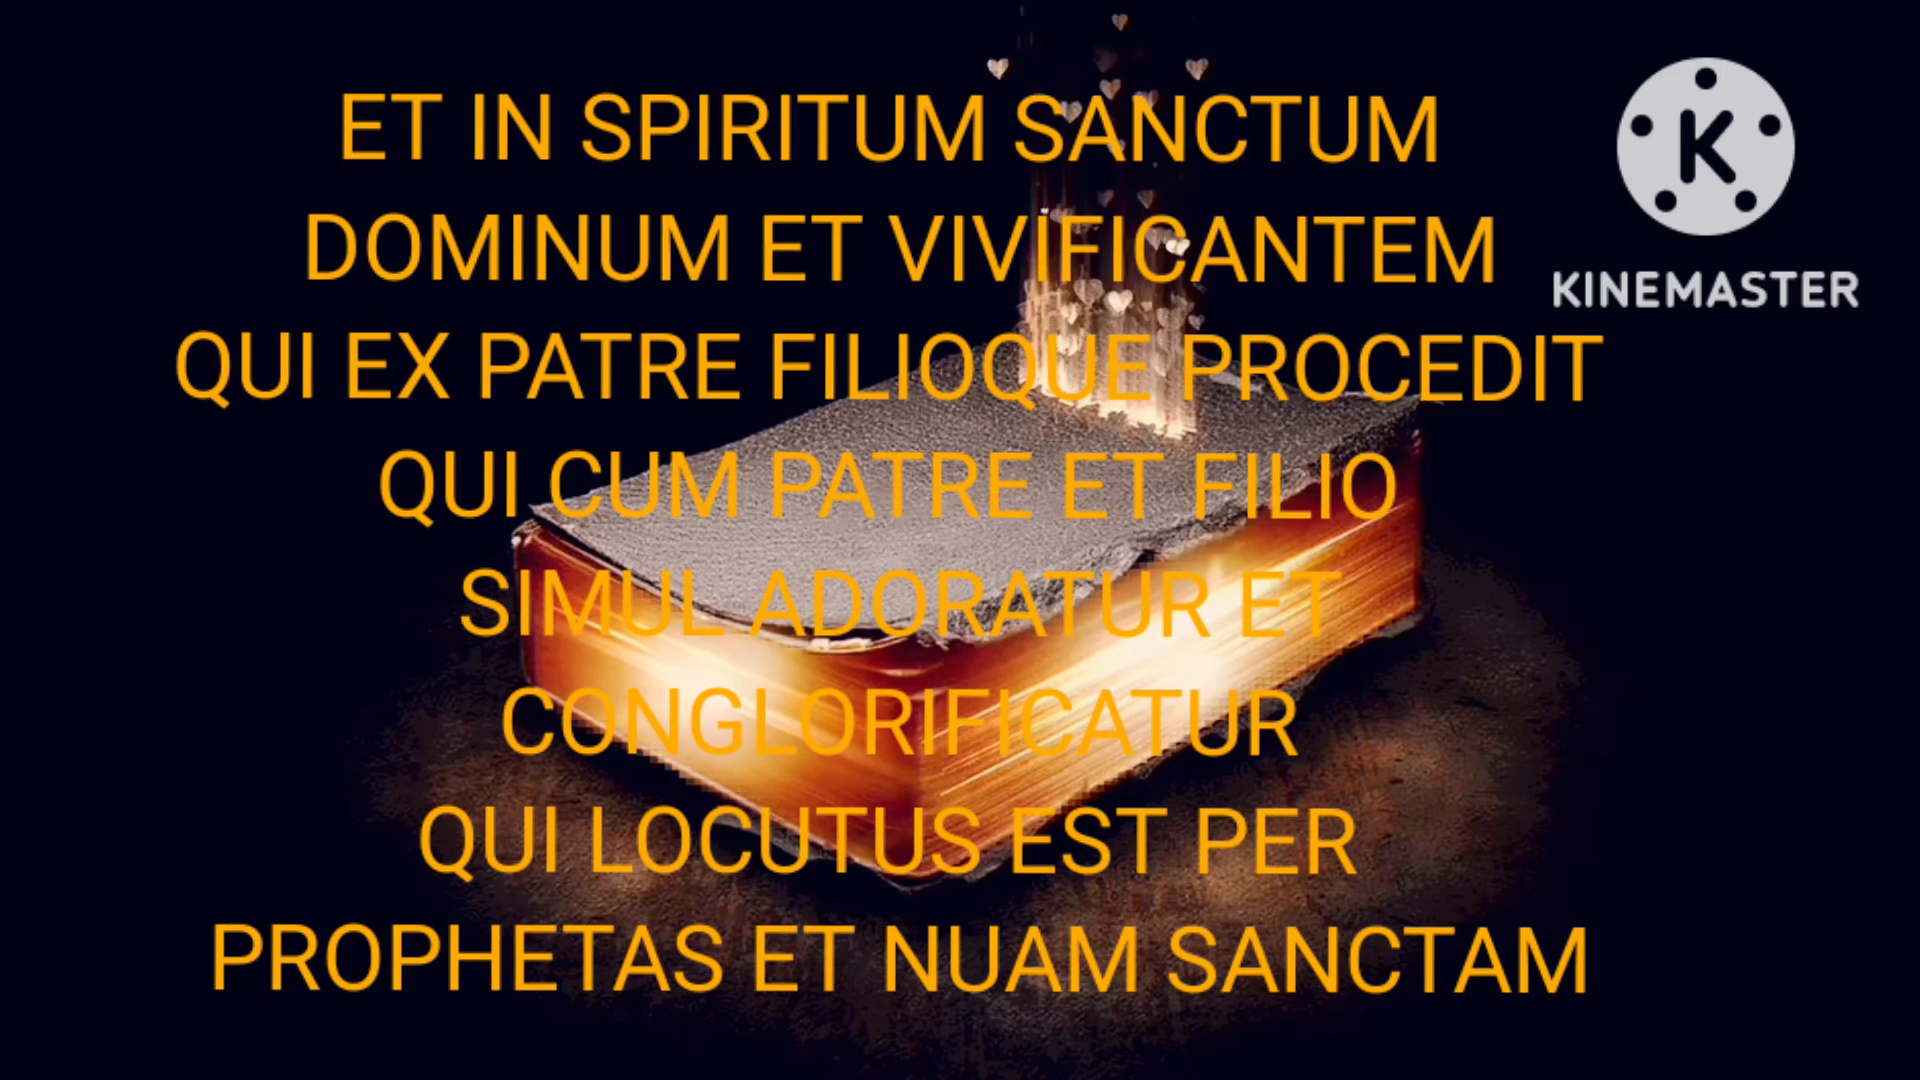 ET IN SPIRITUM SANCTUM
DOMINUM ET VIVIFICANTEM
QUI EX PATRE FILIOQUE PROCEDIT
QUI CUM PATRE ET FILIO
SIMUL ADORATUR ET
CONGLORIFICATUR
QUI LOCUTUS EST PER
PROPHETAS ET NUAM SANCTAM
K
KINEMASTER